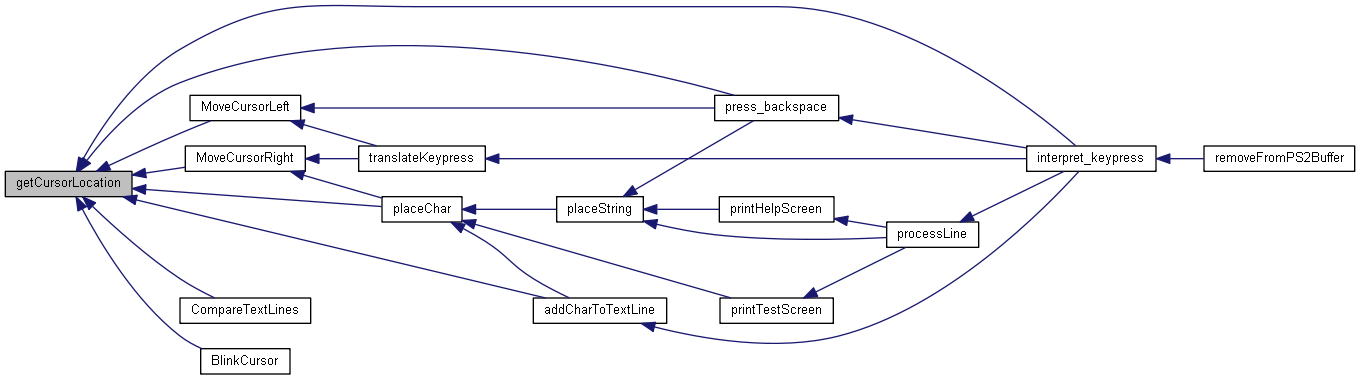 MoveCursorLeft
press_backspace
MoveCursorRight
translateKeypress
interpret_keypress
removeFromPS2Buffer
getCursorLocation
placeChar
placeString
printHelpScreen
processLine
CompareTextLines
addCharToTextLine
printTestScreen
BlinkCursor